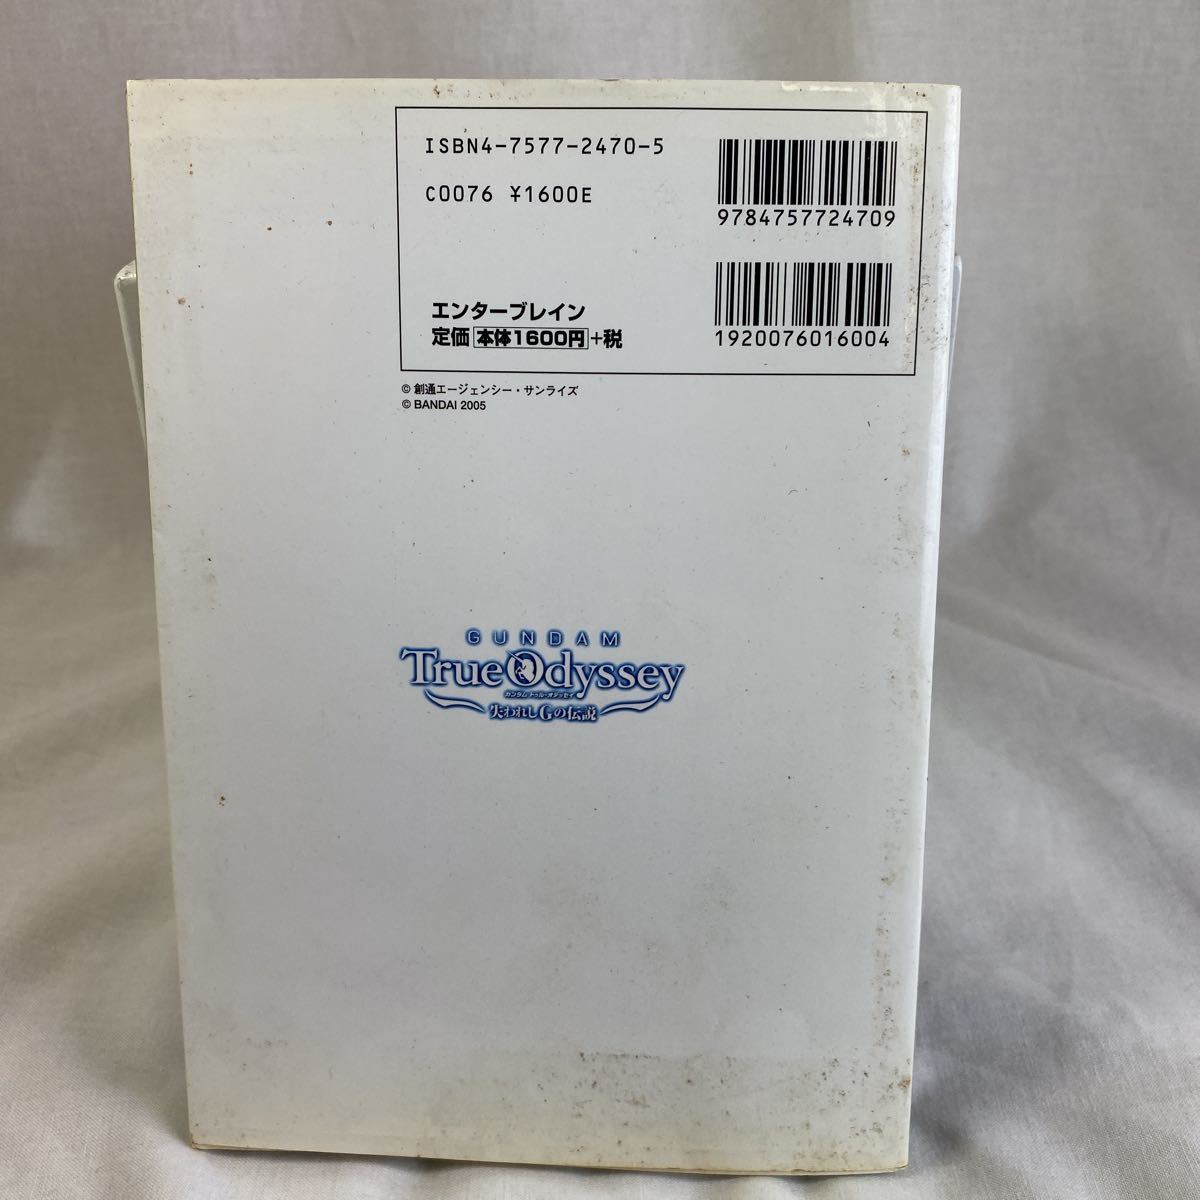 ISBN4-7577-2470-5
C0076 ¥1600E
9784757724709
エンターブレイン
定価 本体1600円+税
1920076016004
© 創通エージェンシー・サンライズ
© BANDAI 2005
GUNDAM
True Odyssey
ガンダム トゥルーオデッセイ
失われしGの伝説